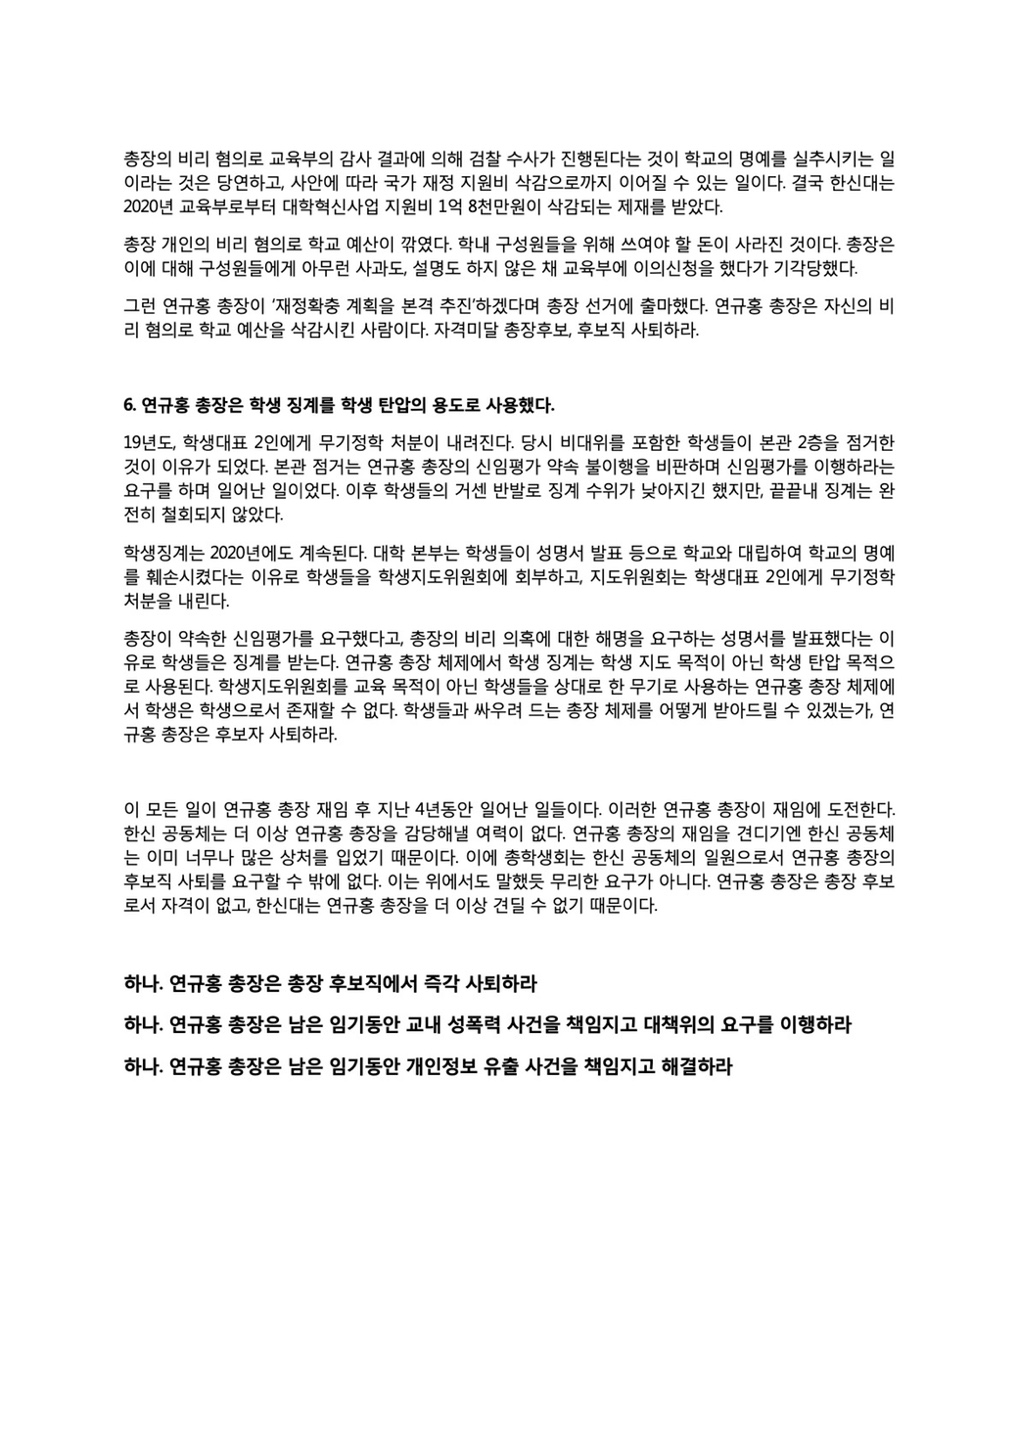 총장의 비리 혐의로 교육부의 감사 결과에 의해 검찰 수사가 진행된다는 것이 학교의 명예를 실추시키는 일
이라는 것은 당연하고, 사안에 따라 국가 재정 지원비 삭감으로까지 이어질 수 있는 일이다. 결국 한신대는
2020년 교육부로부터 대학혁신사업 지원비 1억 8천만원이 삭감되는 제재를 받았다.
총장 개인의 비리 혐의로 학교 예산이 깎였다. 학내 구성원들을 위해 쓰여야 할 돈이 사라진 것이다. 총장은
이에 대해 구성원들에게 아무런 사과도, 설명도 하지 않은 채 교육부에 이의신청을 했다가 기각당했다.
그런 연규홍 총장이 ‘재정확충 계획을 본격 추진’하겠다며 총장 선거에 출마했다. 연규홍 총장은 자신의 비
리 혐의로 학교 예산을 삭감시킨 사람이다. 자격미달 총장후보, 후보직 사퇴하라.
6. 연규홍 총장은 학생 징계를 학생 탄압의 용도로 사용했다.
19년도, 학생대표 2인에게 무기정학 처분이 내려진다. 당시 비대위를 포함한 학생들이 본관 2층을 점거한
것이 이유가 되었다. 본관 점거는 연규홍 총장의 신임평가 약속 불이행을 비판하며 신임평가를 이행하라는
요구를 하며 일어난 일이었다. 이후 학생들의 거센 반발로 징계 수위가 낮아지긴 했지만, 끝끝내 징계는 완
전히 철회되지 않았다.
학생징계는 2020년에도 계속된다. 대학 본부는 학생들이 성명서 발표 등으로 학교와 대립하여 학교의 명예
를 훼손시켰다는 이유로 학생들을 학생지도위원회에 회부하고, 지도위원회는 학생대표 2인에게 무기정학
처분을 내린다.
총장이 약속한 신임평가를 요구했다고, 총장의 비리 의혹에 대한 해명을 요구하는 성명서를 발표했다는 이
유로 학생들은 징계를 받는다. 연규홍 총장 체제에서 학생 징계는 학생 지도 목적이 아닌 학생 탄압 목적으
로 사용된다. 학생지도위원회를 교육 목적이 아닌 학생들을 상대로 한 무기로 사용하는 연규홍 총장 체제에
서 학생은 학생으로서 존재할 수 없다. 학생들과 싸우려 드는 총장 체제를 어떻게 받아드릴 수 있겠는가, 연
규홍 총장은 후보자 사퇴하라.
이 모든 일이 연규홍 총장 재임 후 지난 4년동안 일어난 일들이다. 이러한 연규홍 총장이 재임에 도전한다.
한신 공동체는 더 이상 연규홍 총장을 감당해낼 여력이 없다. 연규홍 총장의 재임을 견디기엔 한신 공동체
는 이미 너무나 많은 상처를 입었기 때문이다. 이에 총학생회는 한신 공동체의 일원으로서 연규홍 총장의
후보직 사퇴를 요구할 수 밖에 없다. 이는 위에서도 말했듯 무리한 요구가 아니다. 연규홍 총장은 총장 후보
로서 자격이 없고, 한신대는 연규홍 총장을 더 이상 견딜 수 없기 때문이다.
하나. 연규홍 총장은 총장 후보직에서 즉각 사퇴하라
하나. 연규홍 총장은 남은 임기동안 교내 성폭력 사건을 책임지고 대책위의 요구를 이행하라
하나. 연규홍 총장은 남은 임기동안 개인정보 유출 사건을 책임지고 해결하라